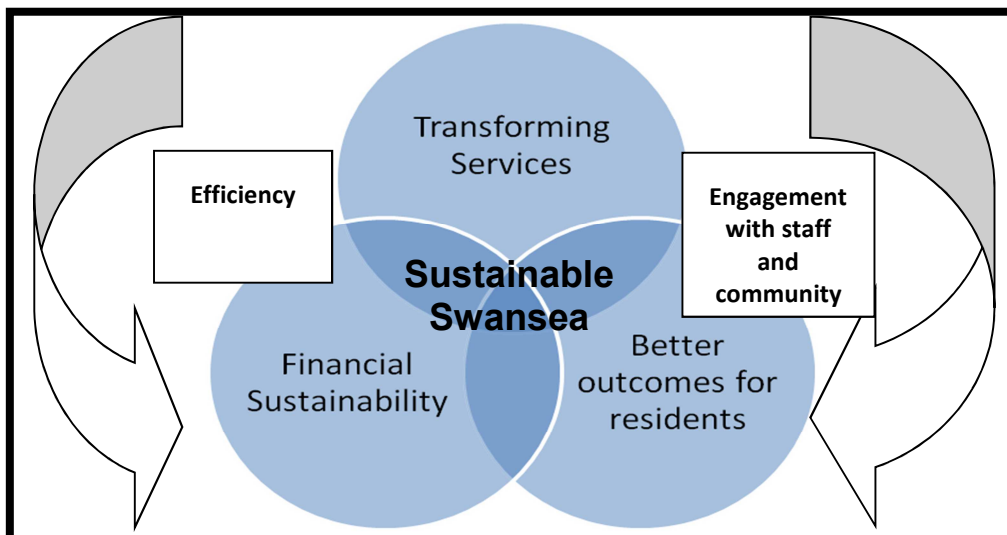 Transforming
Services
Efficiency
Engagement
with staff
and
community
Sustainable
Swansea
Financial
Sustainability
Better
outcomes for
residents